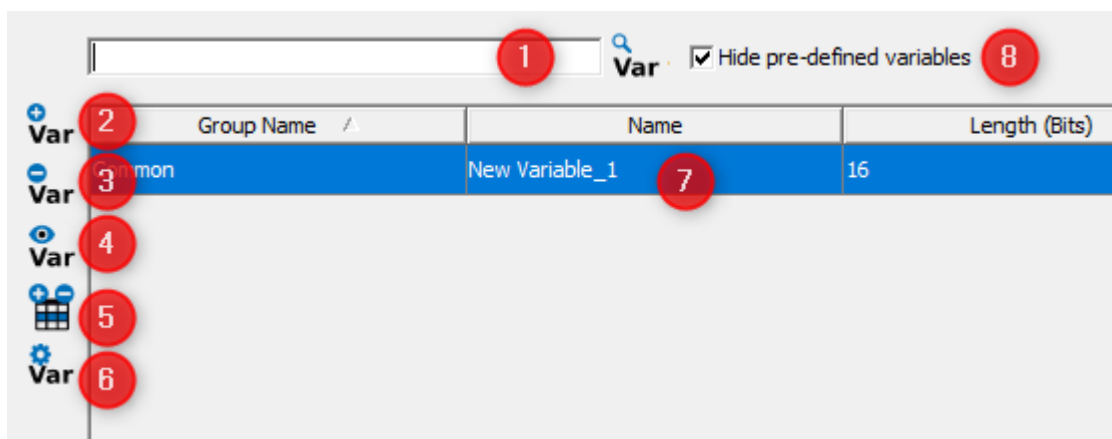 1
Var
Hide pre-defined variables
8
Var
2
Group Name
Name
Length (Bits)
Var
3
Common
New Variable_1
7
16
Var
4
5
Var
6